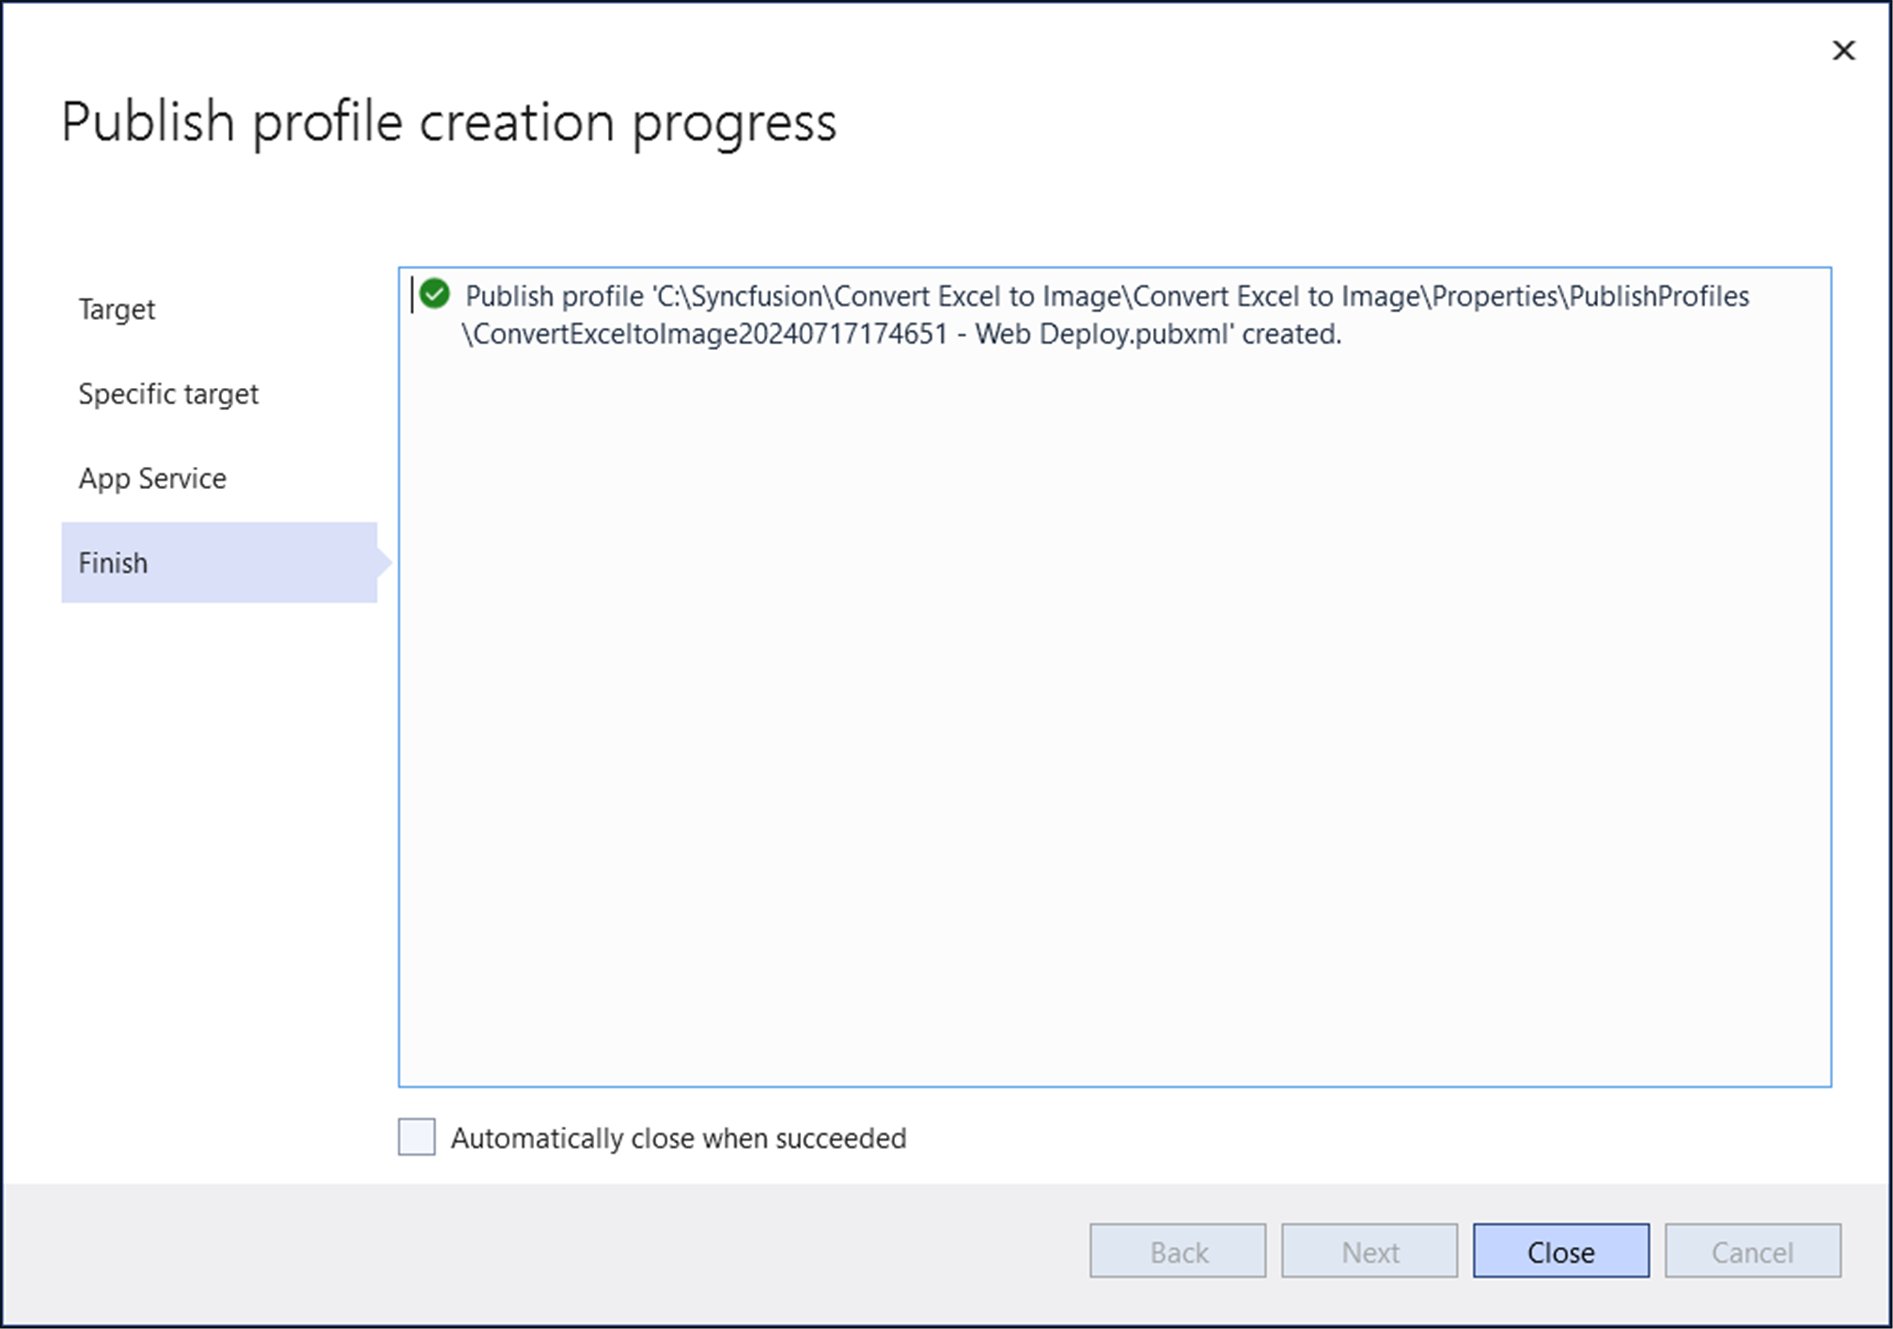 Publish profile creation progress
Target
Specific target
App Service
Finish
Publish profile 'C:\Syncfusion\Convert Excel to Image\Convert Excel to Image\Properties\PublishProfiles
\ConvertExceltoImage20240717174651 - Web Deploy.pubxml' created.
Automatically close when succeeded
Back
Next
Close
Cancel